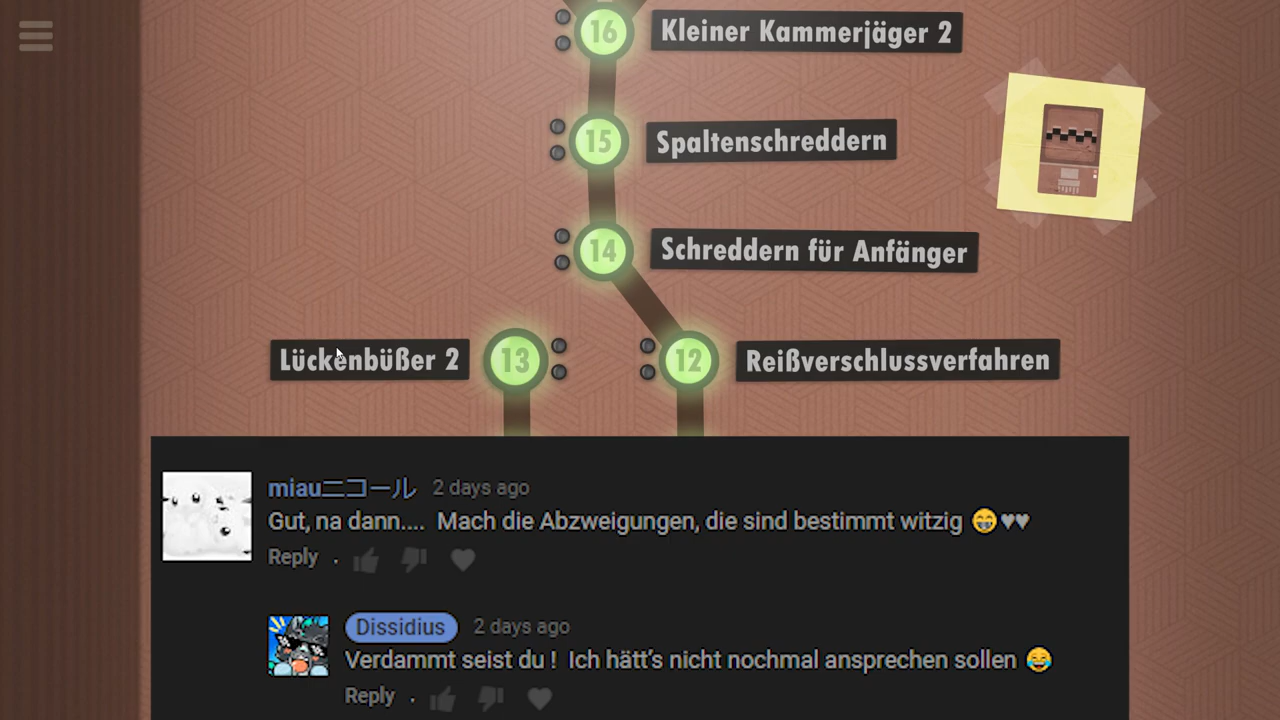 16 Kleiner Kammerjäger 2
15 Spaltenschreddern
14 Schreddern für Anfänger
Lückenbüßer 2 13 12 Reißverschlussverfahren
miauニコール 2 days ago
Gut, na dann.... Mach die Abzweigungen, die sind bestimmt witzig 😁♥♥
Reply .
Dissidius 2 days ago
Verdammt seist du ! Ich hätt's nicht nochmal ansprechen sollen 😂
Reply .